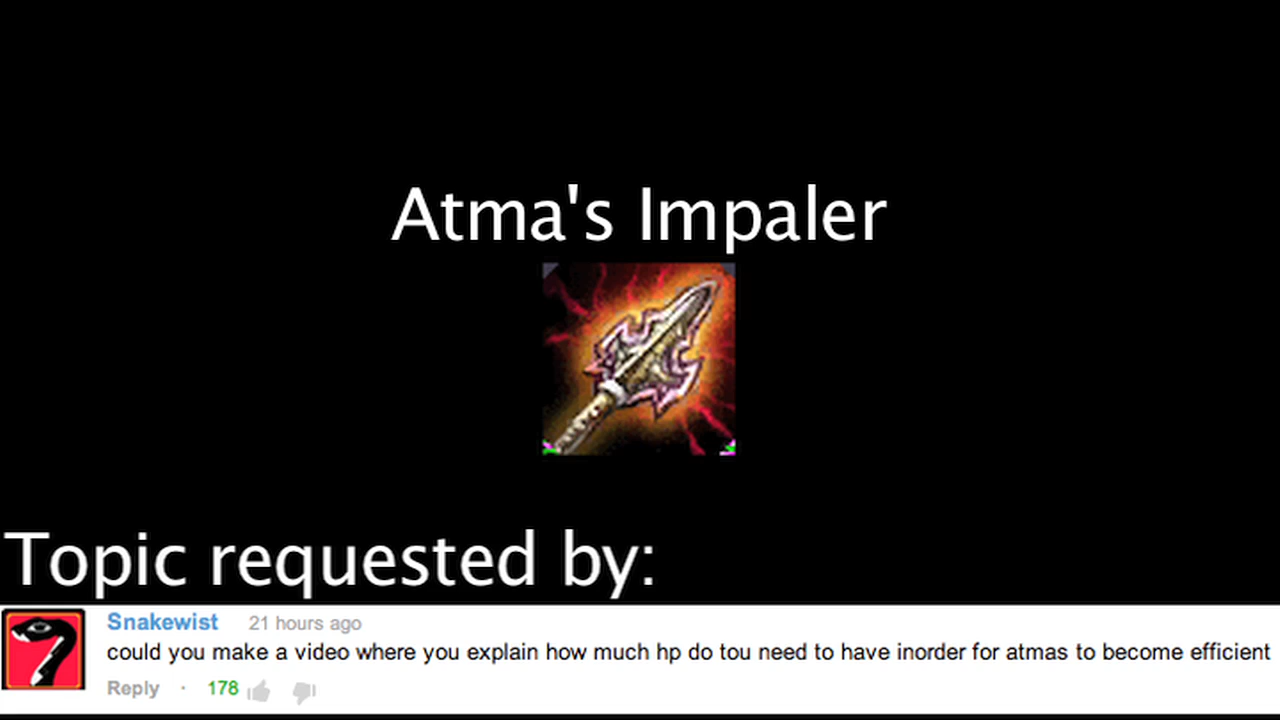 Atma's Impaler
Topic requested by:
Snakewist 21 hours ago
could you make a video where you explain how much hp do tou need to have inorder for atmas to become efficient
Reply · 178